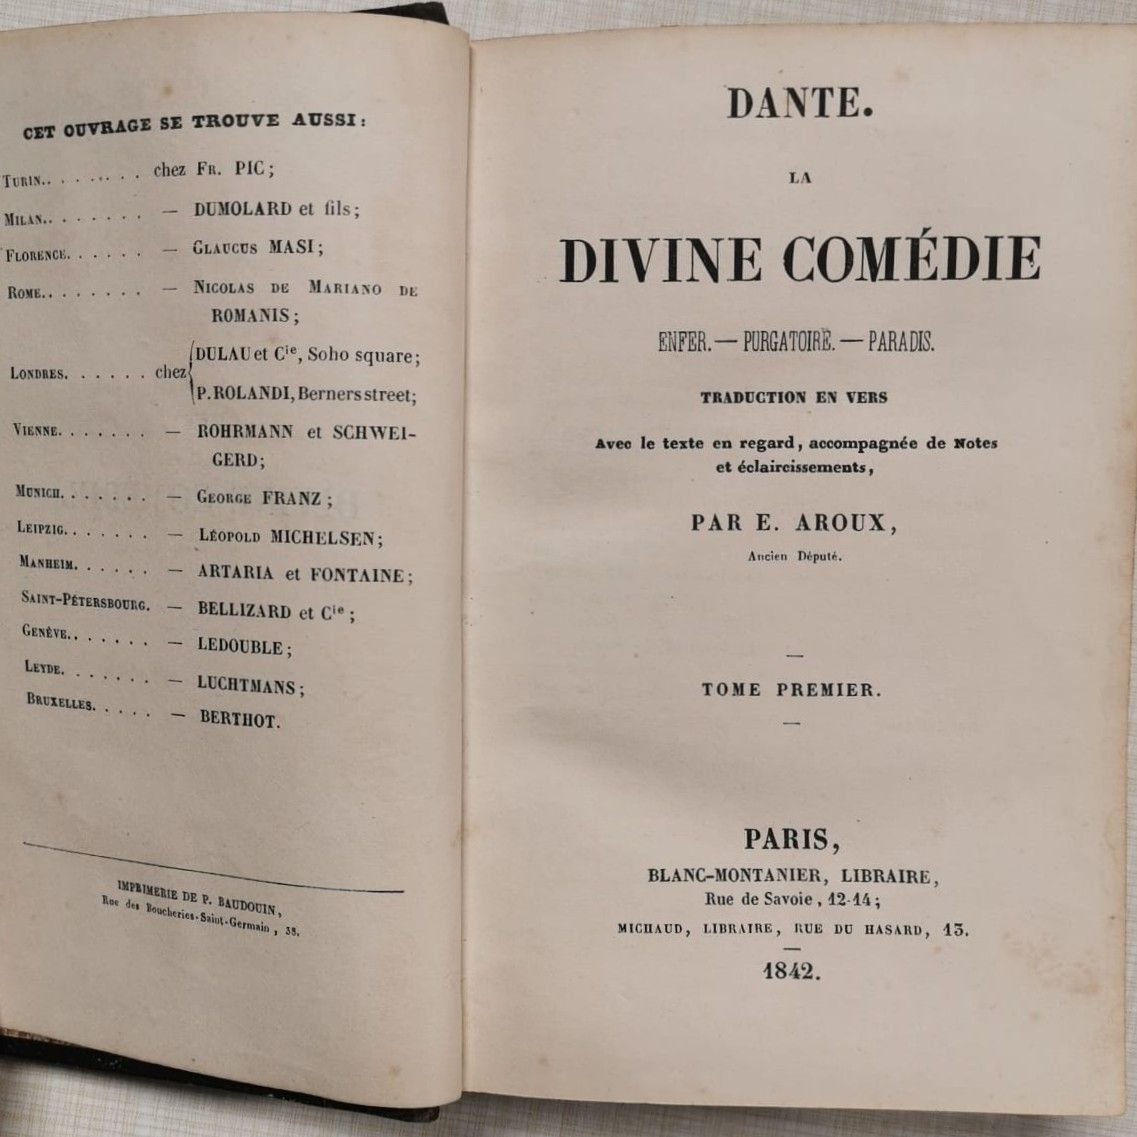 CET OUVRAGE SE TROUVE AUSSI:
TURIN.. . . . . . . . chez FR. PIC;
MILAN.. . . . . . . . — DUMOLARD et fils;
FLORENCE. . . . . . . — GLAUCUS MASI;
ROME.. . . . . . . . — NICOLAS DE MARIANO DE
ROMANIS;
LONDRES. . . . . . . chez { DULAU et Cie, Soho square;
P. ROLANDI, Berners street;
VIENNE. . . . . . . . — ROHRMANN et SCHWEI-
GERD;
MUNICH. . . . . . . . — GEORGE FRANZ;
LEIPZIG. . . . . . . . — LÉOPOLD MICHELSEN;
MANHEIM. . . . . . . — ARTARIA et FONTAINE;
SAINT-PÉTERSBOURG. — BELLIZARD et Cie;
GENÈVE.. . . . . . . — LEDOUBLE;
LEYDE. . . . . . . . — LUCHTMANS;
BRUXELLES. . . . . — BERTHOT.
IMPRIMERIE DE P. BAUDOUIN,
Rue des Boucheries-Saint-Germain, 38.
DANTE.
LA
DIVINE COMÉDIE
ENFER. — PURGATOIRE. — PARADIS.
TRADUCTION EN VERS
Avec le texte en regard, accompagnée de Notes
et éclaircissements,
PAR E. AROUX,
Ancien Député.
TOME PREMIER.
PARIS,
BLANC-MONTANIER, LIBRAIRE,
Rue de Savoie, 12-14;
MICHAUD, LIBRAIRE, RUE DU HASARD, 13.
1842.